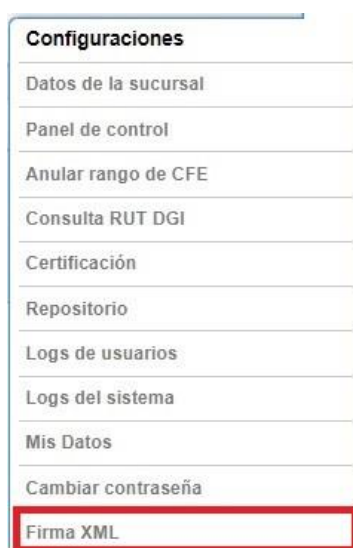 Configuraciones
Datos de la sucursal
Panel de control
Anular rango de CFE
Consulta RUT DGI
Certificación
Repositorio
Logs de usuarios
Logs del sistema
Mis Datos
Cambiar contraseña
Firma XML